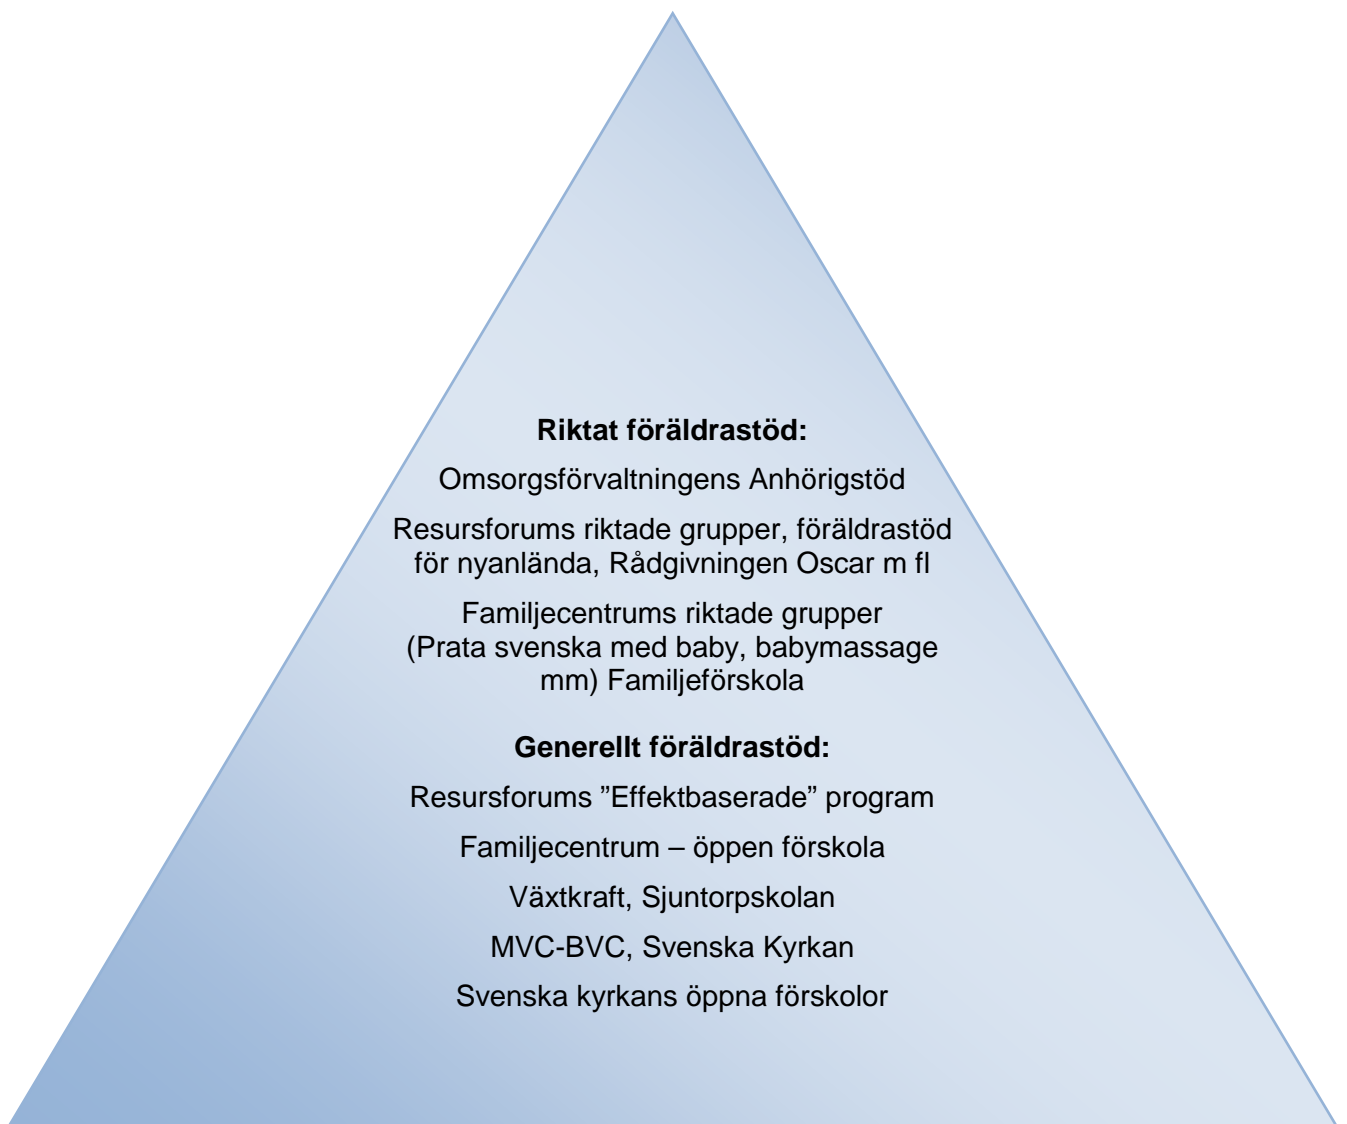 Riktat föräldrastöd:
Omsorgsförvaltningens Anhörigstöd
Resursforums riktade grupper, föräldrastöd
för nyanlända, Rådgivningen Oscar m fl
Familjecentrums riktade grupper
(Prata svenska med baby, babymassage
mm) Familjeförskola
Generellt föräldrastöd:
Resursforums ”Effektbaserade” program
Familjecentrum – öppen förskola
Växtkraft, Sjuntorpskolan
MVC-BVC, Svenska Kyrkan
Svenska kyrkans öppna förskolor